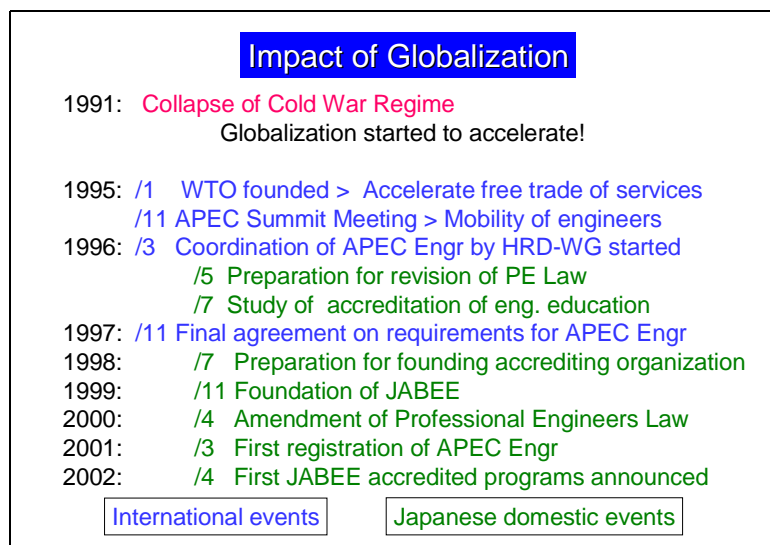 Impact of Globalization
1991: Collapse of Cold War Regime
Globalization started to accelerate!
1995: /1 WTO founded > Accelerate free trade of services
/11 APEC Summit Meeting > Mobility of engineers
1996: /3 Coordination of APEC Engr by HRD-WG started
/5 Preparation for revision of PE Law
/7 Study of accreditation of eng. education
1997: /11 Final agreement on requirements for APEC Engr
1998: /7 Preparation for founding accrediting organization
1999: /11 Foundation of JABEE
2000: /4 Amendment of Professional Engineers Law
2001: /3 First registration of APEC Engr
2002: /4 First JABEE accredited programs announced
International events Japanese domestic events